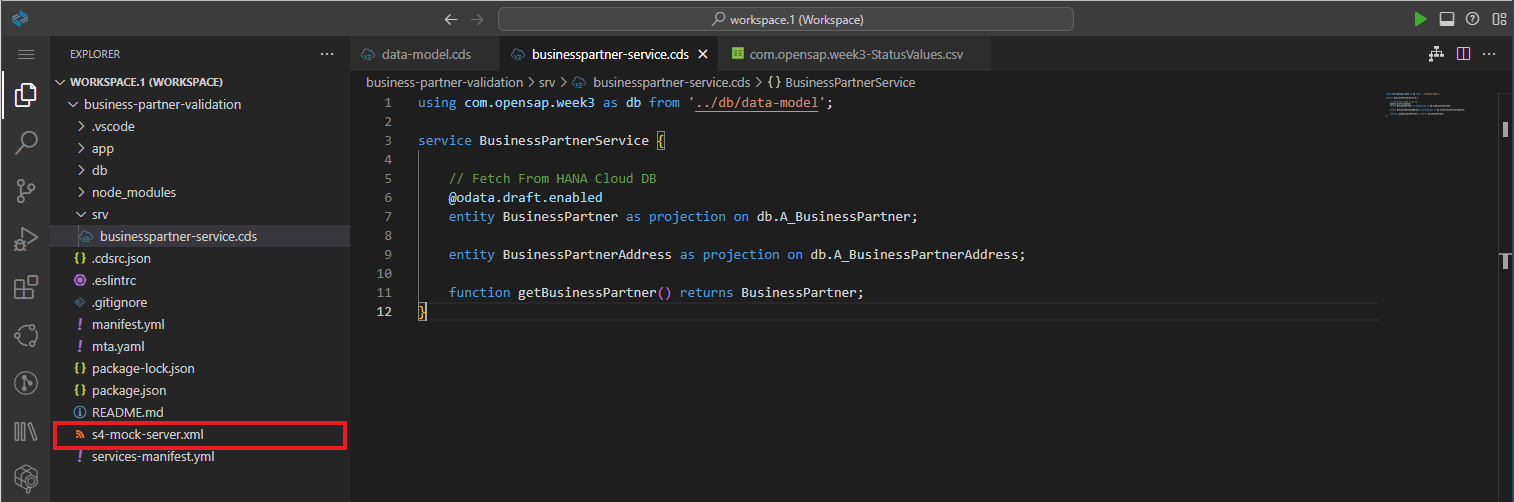 workspace.1 (Workspace)
EXPLORER
WORKSPACE.1 (WORKSPACE)
business-partner-validation
.vscode
app
db
node_modules
srv
businesspartner-service.cds
.cdsrc.json
.eslintrc
.gitignore
manifest.yml
mta.yaml
package-lock.json
package.json
README.md
s4-mock-server.xml
services-manifest.yml
data-model.cds
businesspartner-service.cds
com.opensap.week3-StatusValues.csv
business-partner-validation > srv > businesspartner-service.cds > {} BusinessPartnerService
1 using com.opensap.week3 as db from '../db/data-model';
2
3 service BusinessPartnerService {
4
5 // Fetch From HANA Cloud DB
6 @odata.draft.enabled
7 entity BusinessPartner as projection on db.A_BusinessPartner;
8
9 entity BusinessPartnerAddress as projection on db.A_BusinessPartnerAddress;
10
11 function getBusinessPartner() returns BusinessPartner;
12 }